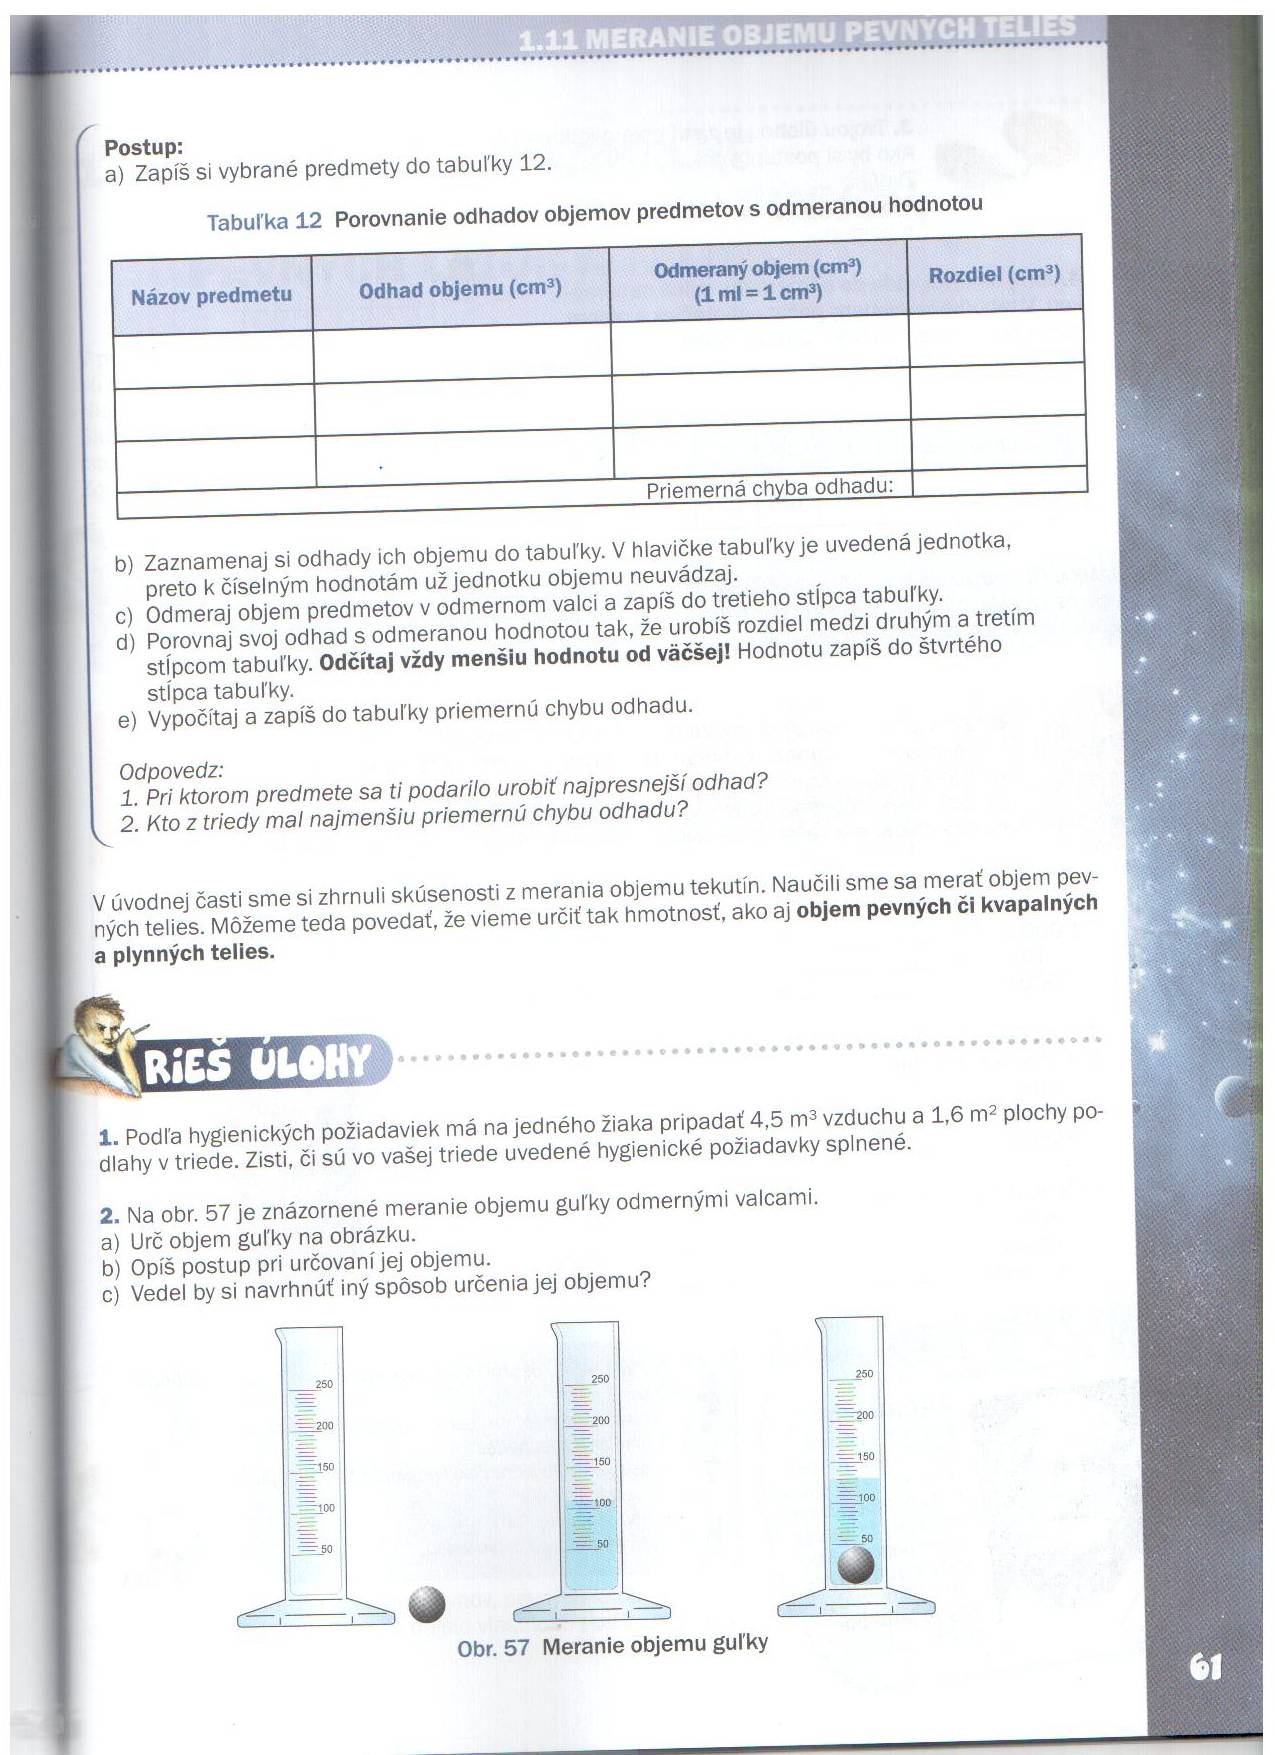 1.11 MERANIE OBJEMU PEVNÝCH TELIES
Postup:
a) Zapíš si vybrané predmety do tabuľky 12.
Tabuľka 12 Porovnanie odhadov objemov predmetov s odmeranou hodnotou
Názov predmetu
Odhad objemu (cm³)
Odmeraný objem (cm³)
(1 ml = 1 cm³)
Rozdiel (cm³)
Priemerná chyba odhadu:
b) Zaznamenaj si odhady ich objemu do tabuľky. V hlavičke tabuľky je uvedená jednotka,
preto k číselným hodnotám už jednotku objemu neuvádzaj.
c) Odmeraj objem predmetov v odmernom valci a zapíš do tretieho stĺpca tabuľky.
d) Porovnaj svoj odhad s odmeranou hodnotou tak, že urobíš rozdiel medzi druhým a tretím
stĺpcom tabuľky. Odčítaj vždy menšiu hodnotu od väčšej! Hodnotu zapíš do štvrtého
stĺpca tabuľky.
e) Vypočítaj a zapíš do tabuľky priemernú chybu odhadu.
Odpovedz:
1. Pri ktorom predmete sa ti podarilo urobiť najpresnejší odhad?
2. Kto z triedy mal najmenšiu priemernú chybu odhadu?
V úvodnej časti sme si zhrnuli skúsenosti z merania objemu tekutín. Naučili sme sa merať objem pev-
ných telies. Môžeme teda povedať, že vieme určiť tak hmotnosť, ako aj objem pevných či kvapalných
a plynných telies.
RIEŠ ÚLOHY
1. Podľa hygienických požiadaviek má na jedného žiaka pripadať 4,5 m³ vzduchu a 1,6 m² plochy po-
dlahy v triede. Zisti, či sú vo vašej triede uvedené hygienické požiadavky splnené.
2. Na obr. 57 je znázornené meranie objemu guľky odmernými valcami.
a) Urč objem guľky na obrázku.
b) Opíš postup pri určovaní jej objemu.
c) Vedel by si navrhnúť iný spôsob určenia jej objemu?
250
200
150
100
50
250
200
150
100
50
250
200
150
100
50
Obr. 57 Meranie objemu guľky
61